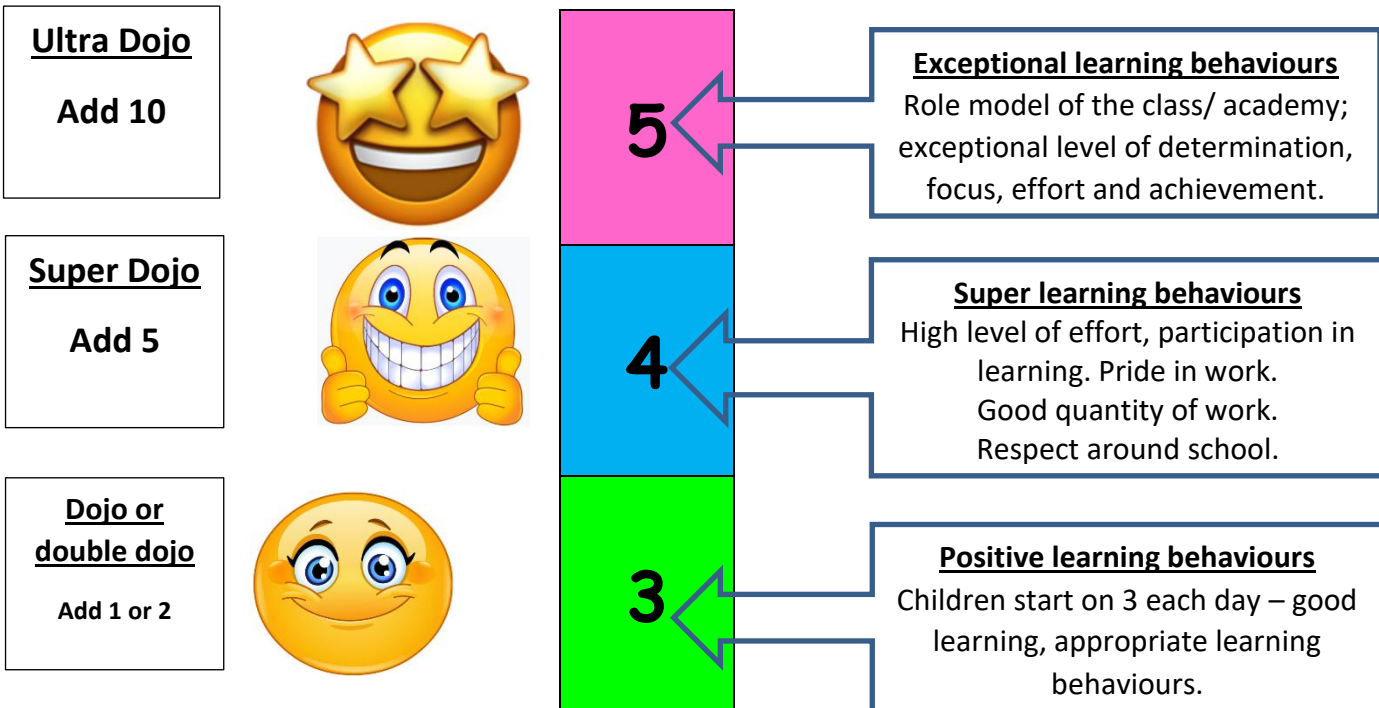 Ultra Dojo
Add 10
5
Exceptional learning behaviours
Role model of the class/ academy;
exceptional level of determination,
focus, effort and achievement.
Super Dojo
Add 5
4
Super learning behaviours
High level of effort, participation in
learning. Pride in work.
Good quantity of work.
Respect around school.
Dojo or
double dojo
Add 1 or 2
3
Positive learning behaviours
Children start on 3 each day – good
learning, appropriate learning
behaviours.